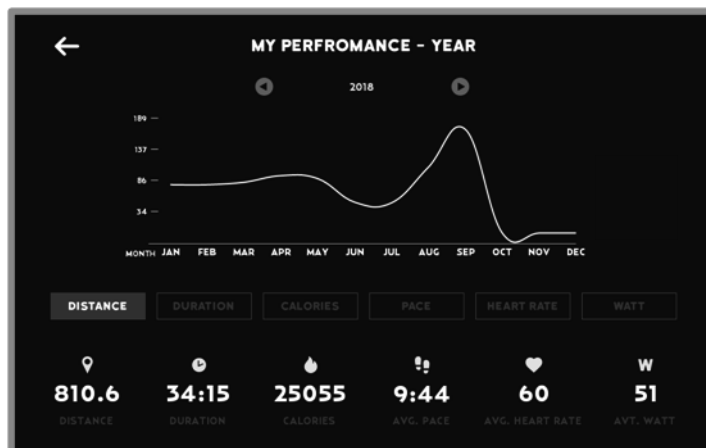 MY PERFROMANCE - YEAR
2018
189
137
86
34
MONTH JAN FEB MAR APR MAY JUN JUL AUG SEP OCT NOV DEC
DISTANCE DURATION CALORIES PACE HEART RATE WATT
W
810.6 34:15 25055 9:44 60 51
DISTANCE DURATION CALORIES AVG. PACE AVG. HEART RATE AVT. WATT